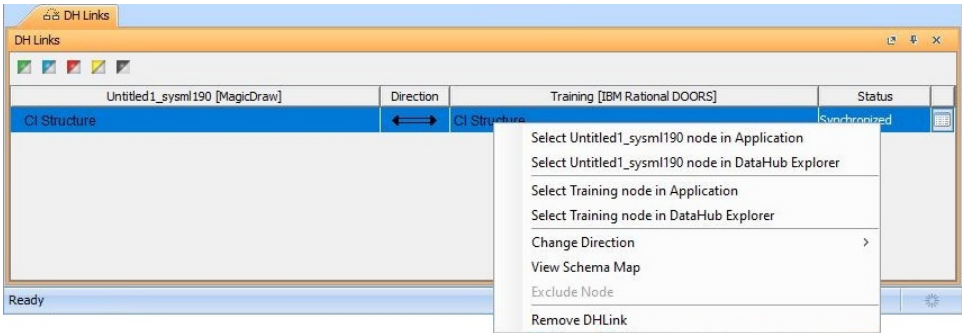 DH Links
DH Links
Untitled1_sysml190 [MagicDraw] Direction Training [IBM Rational DOORS] Status
CI Structure CI Structure Synchronized
Select Untitled1_sysml190 node in Application
Select Untitled1_sysml190 node in DataHub Explorer
Select Training node in Application
Select Training node in DataHub Explorer
Change Direction
View Schema Map
Exclude Node
Remove DHLink
Ready